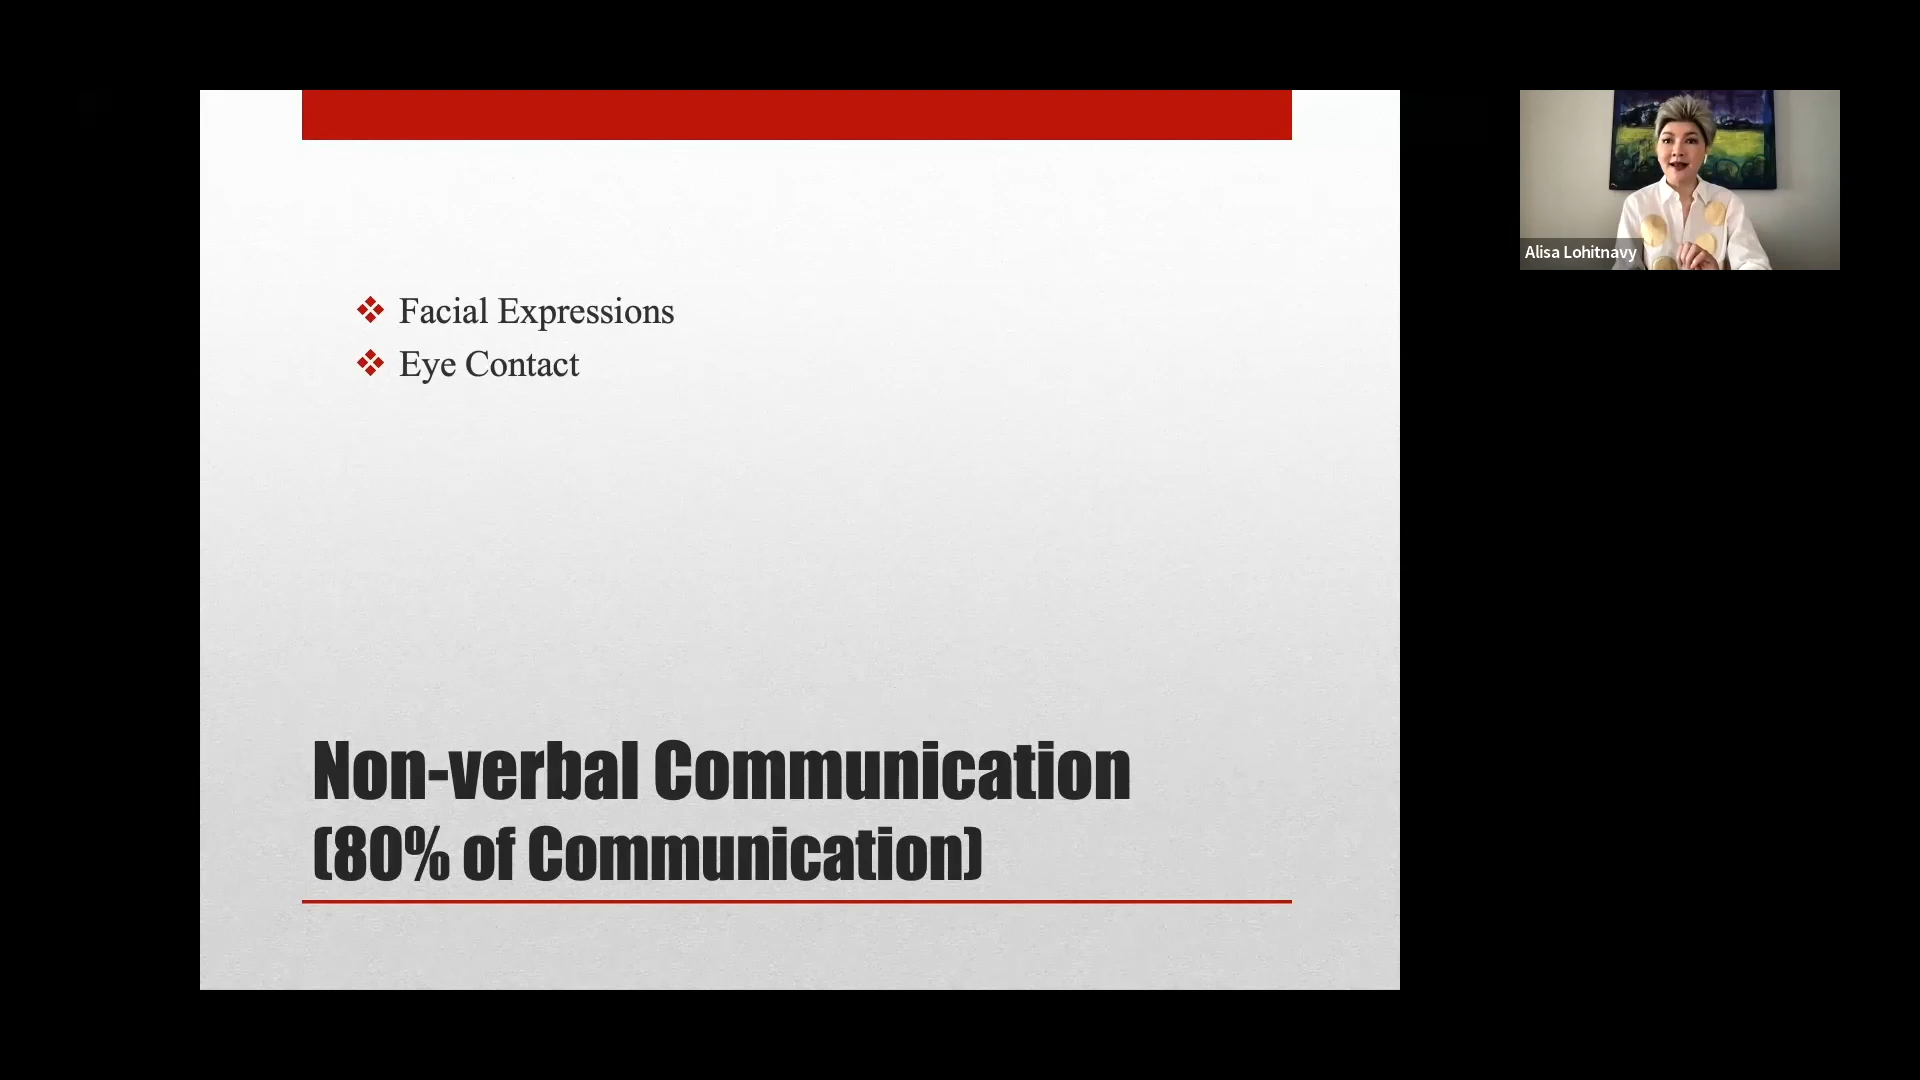 Facial Expressions
Eye Contact
Non-verbal Communication
(80% of Communication)
Alisa Lohitnavy